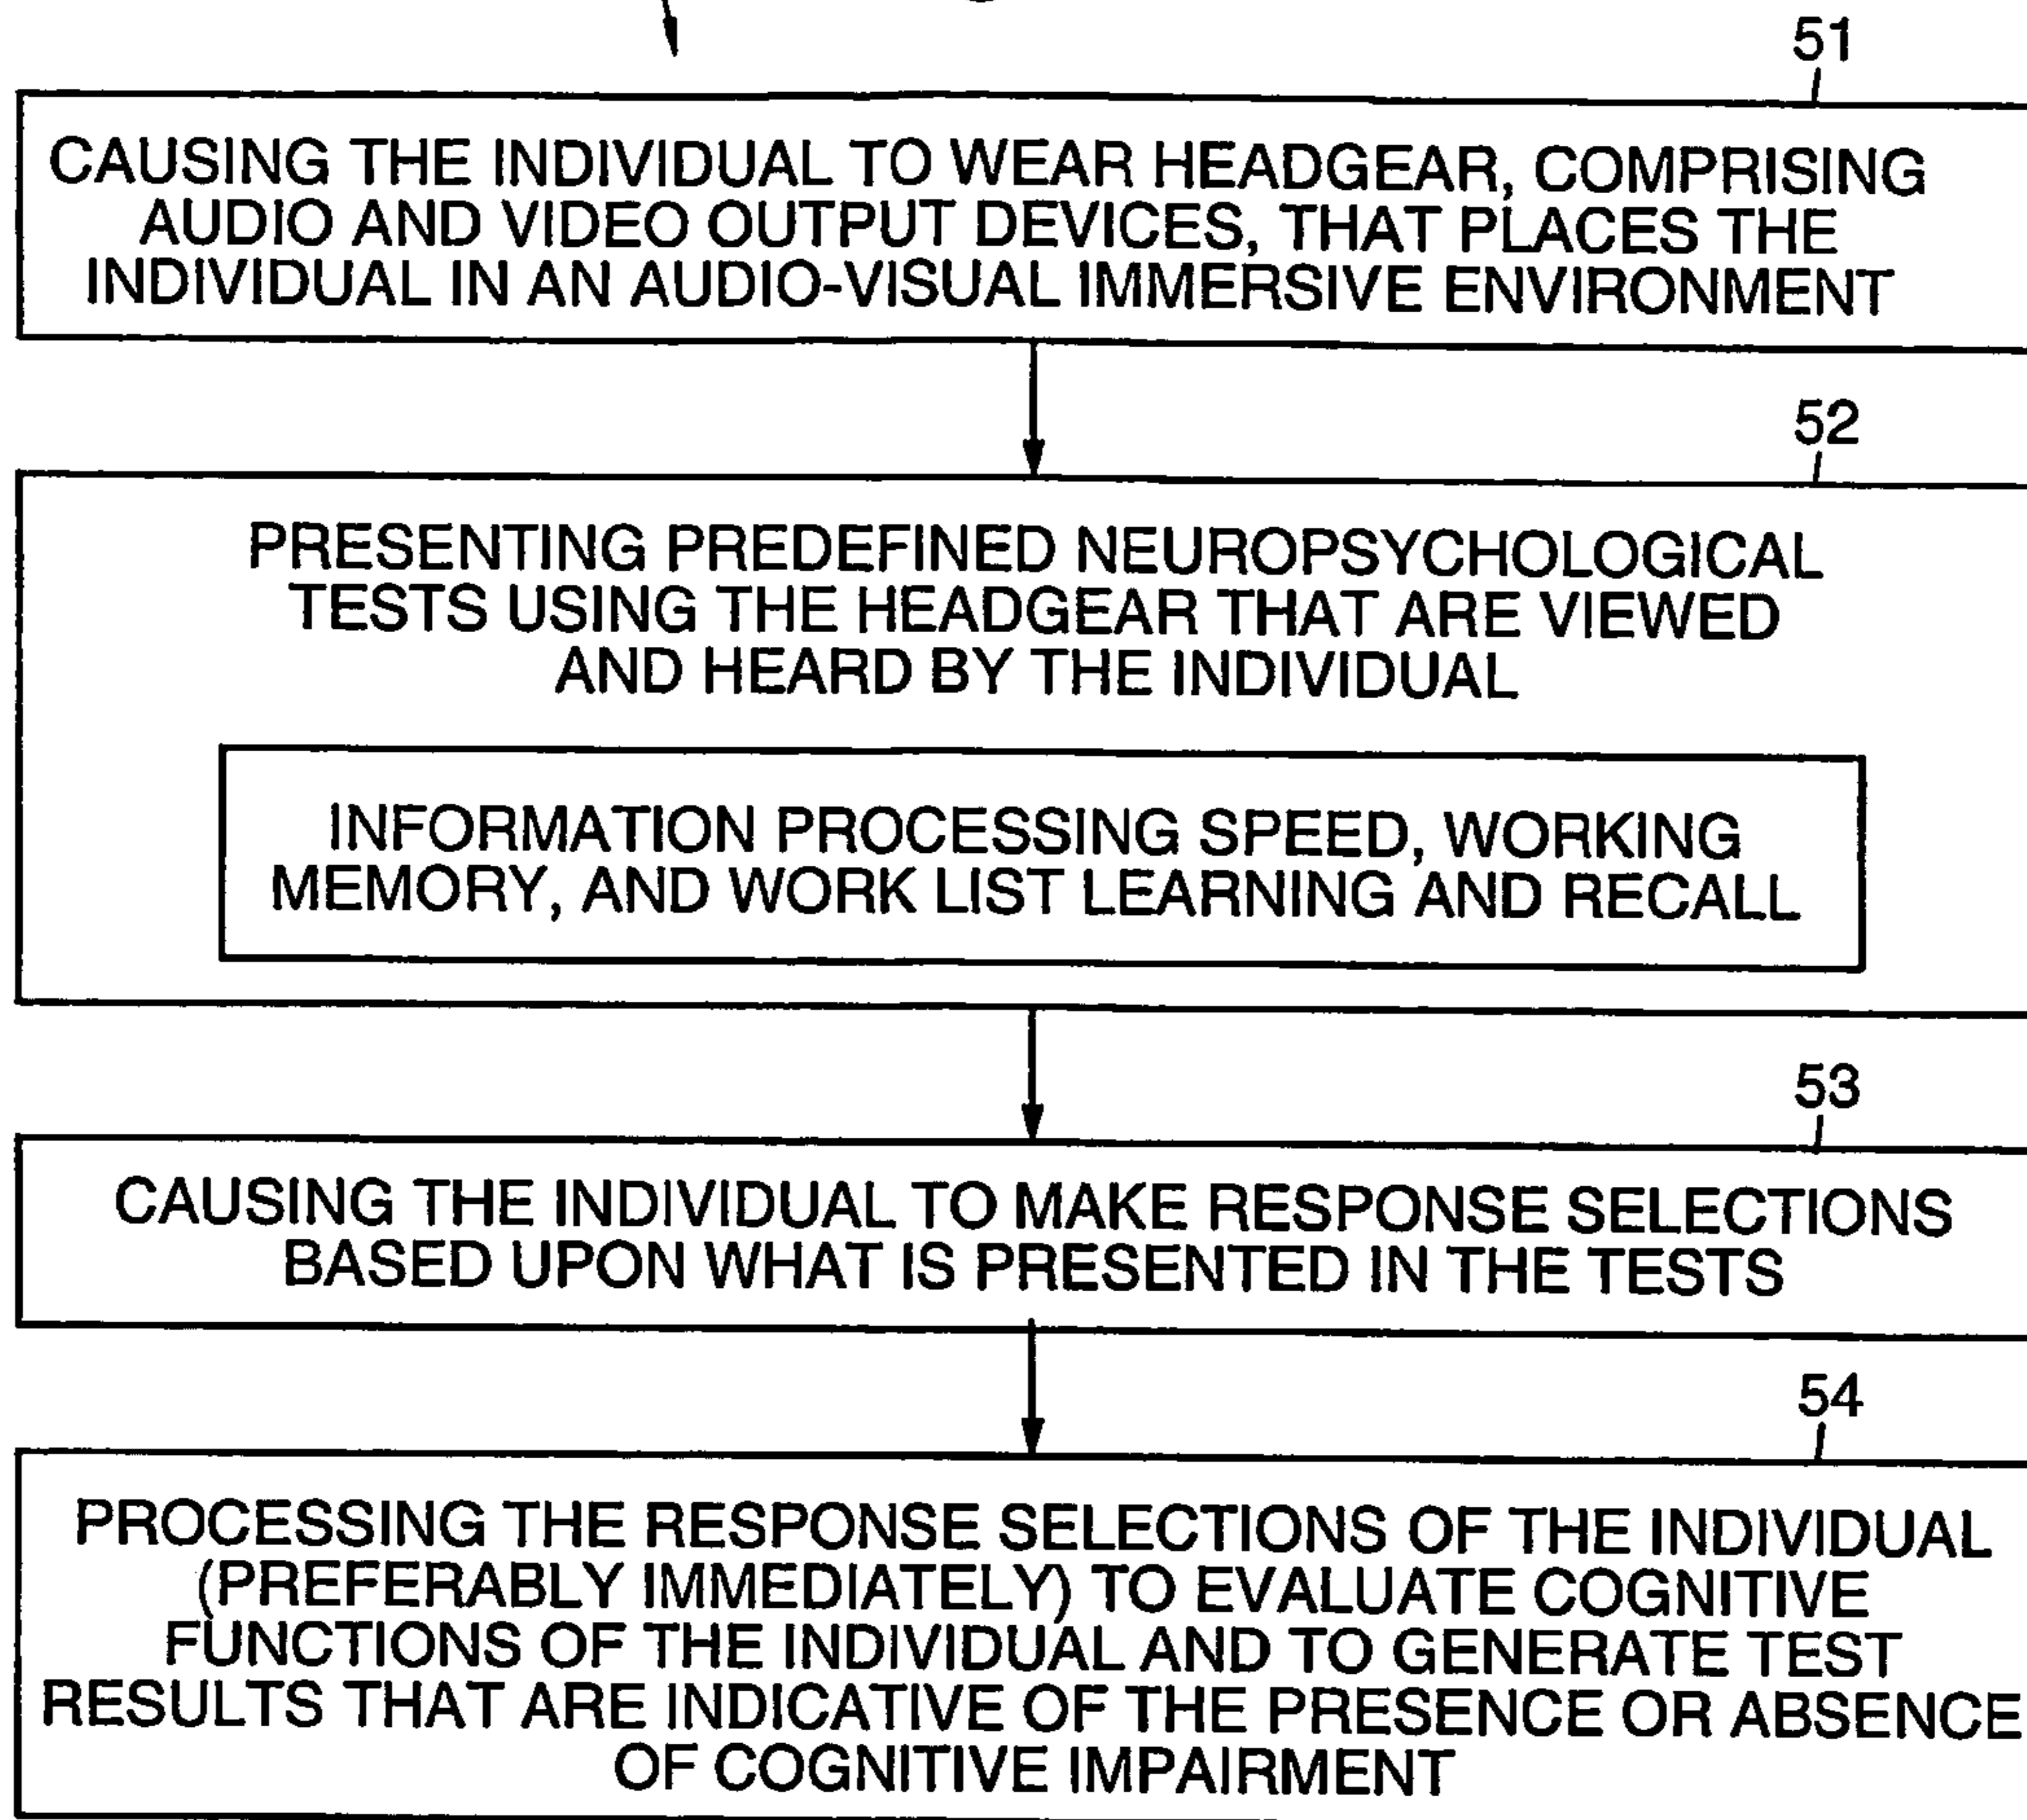 51
CAUSING THE INDIVIDUAL TO WEAR HEADGEAR, COMPRISING
AUDIO AND VIDEO OUTPUT DEVICES, THAT PLACES THE
INDIVIDUAL IN AN AUDIO-VISUAL IMMERSIVE ENVIRONMENT
52
PRESENTING PREDEFINED NEUROPSYCHOLOGICAL
TESTS USING THE HEADGEAR THAT ARE VIEWED
AND HEARD BY THE INDIVIDUAL
INFORMATION PROCESSING SPEED, WORKING
MEMORY, AND WORK LIST LEARNING AND RECALL
53
CAUSING THE INDIVIDUAL TO MAKE RESPONSE SELECTIONS
BASED UPON WHAT IS PRESENTED IN THE TESTS
54
PROCESSING THE RESPONSE SELECTIONS OF THE INDIVIDUAL
(PREFERABLY IMMEDIATELY) TO EVALUATE COGNITIVE
FUNCTIONS OF THE INDIVIDUAL AND TO GENERATE TEST
RESULTS THAT ARE INDICATIVE OF THE PRESENCE OR ABSENCE
OF COGNITIVE IMPAIRMENT